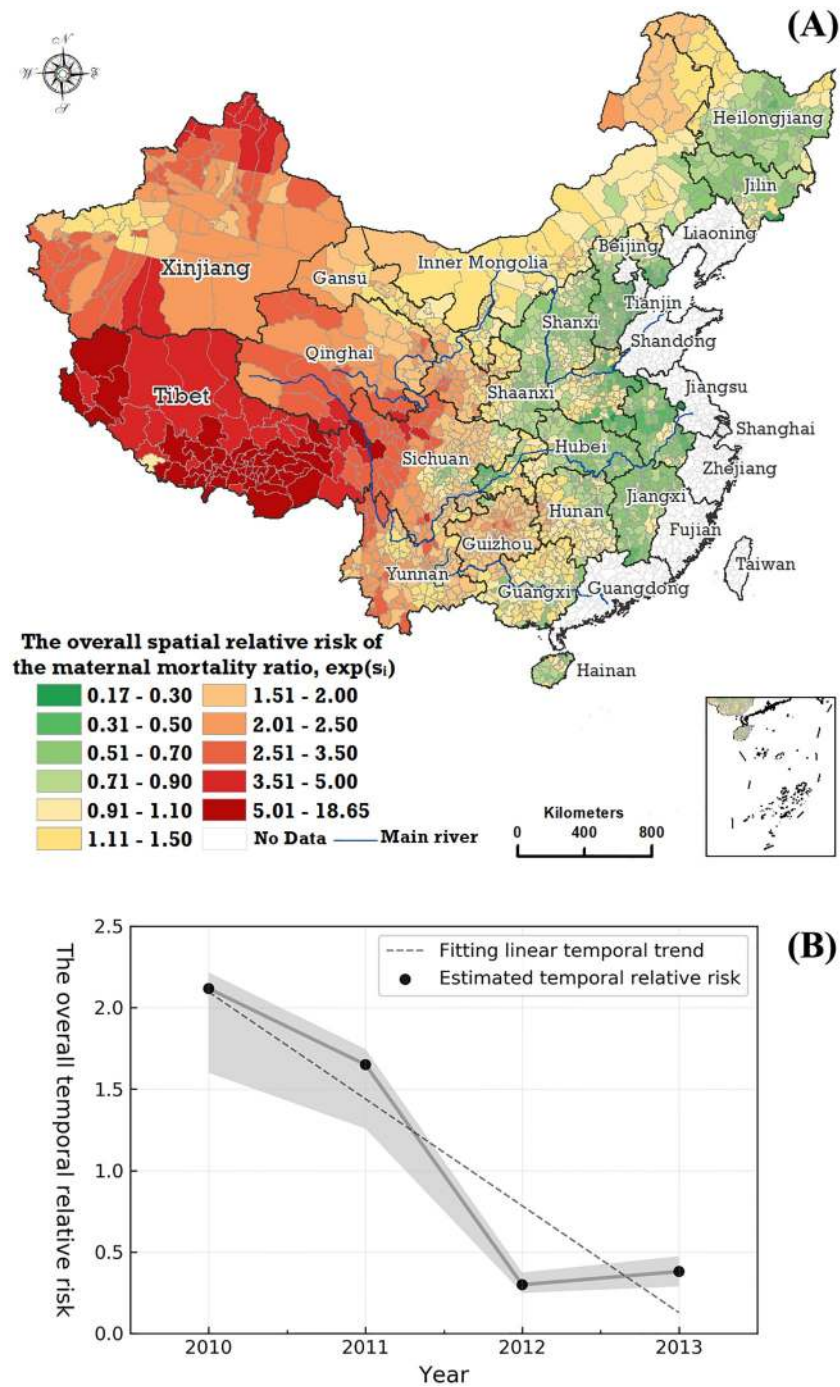 (A)
N
W E
S
Heilongjiang
Jilin
Liaoning
Beijing
Inner Mongolia
Xinjiang
Gansu
Tianjin
Shanxi
Shandong
Qinghai
Tibet
Shaanxi
Jiangsu
Shanghai
Hubei
Sichuan
Zhejiang
Jiangxi
Hunan
Fujian
Guizhou
Taiwan
Yunnan
Guangxi
Guangdong
Hainan
The overall spatial relative risk of
the maternal mortality ratio, exp(sᵢ)
0.17 - 0.30 1.51 - 2.00
0.31 - 0.50 2.01 - 2.50
0.51 - 0.70 2.51 - 3.50
0.71 - 0.90 3.51 - 5.00
0.91 - 1.10 5.01 - 18.65
1.11 - 1.50 No Data Main river
Kilometers
0 400 800
(B)
The overall temporal relative risk
2.5
2.0
1.5
1.0
0.5
0.0
Fitting linear temporal trend
Estimated temporal relative risk
2010 2011 2012 2013
Year